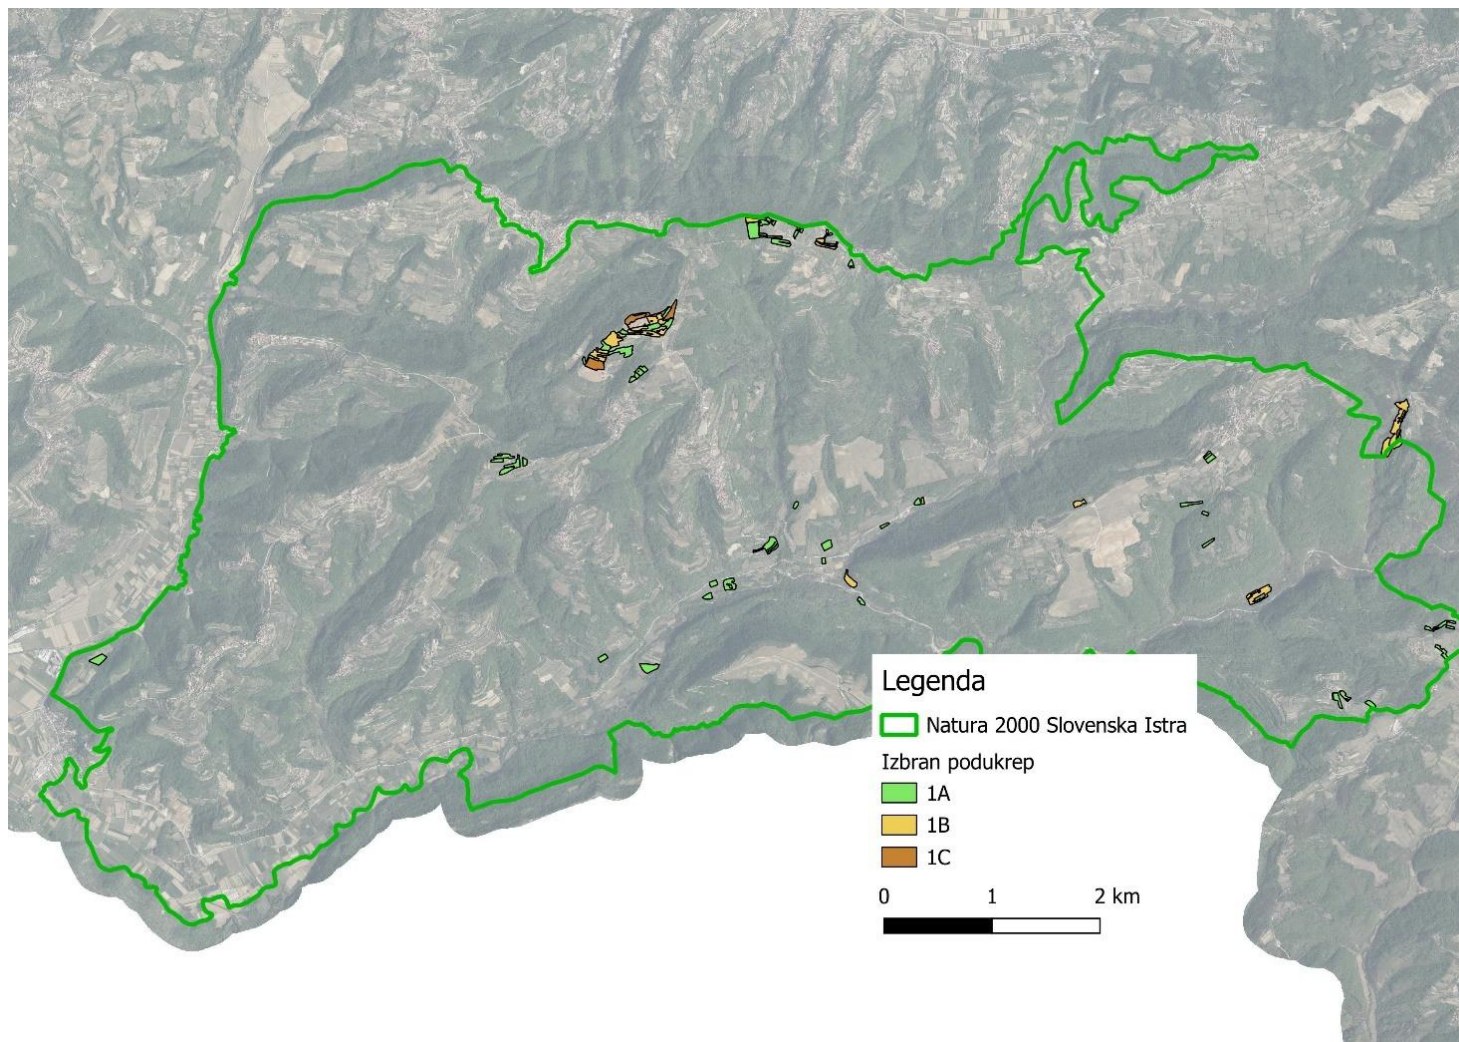 Legenda
Natura 2000 Slovenska Istra
Izbran podukrep
1A
1B
1C
0 1 2 km